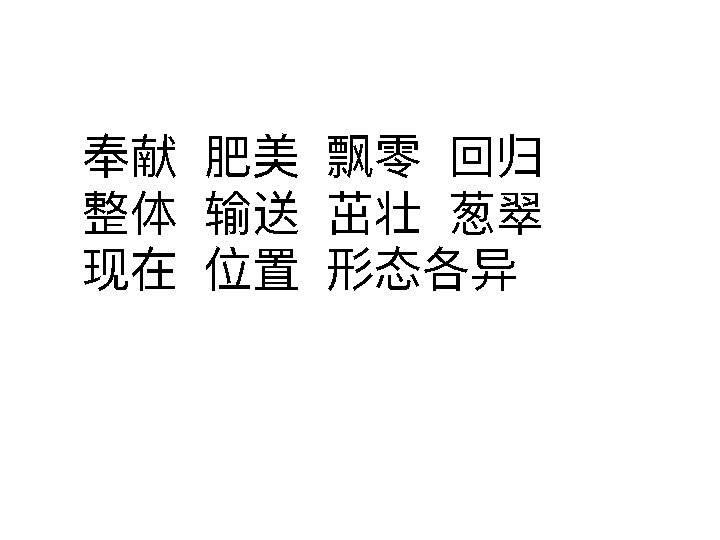 奉献 肥美 飘零 回归
整体 输送 茁壮 葱翠
现在 位置 形态各异